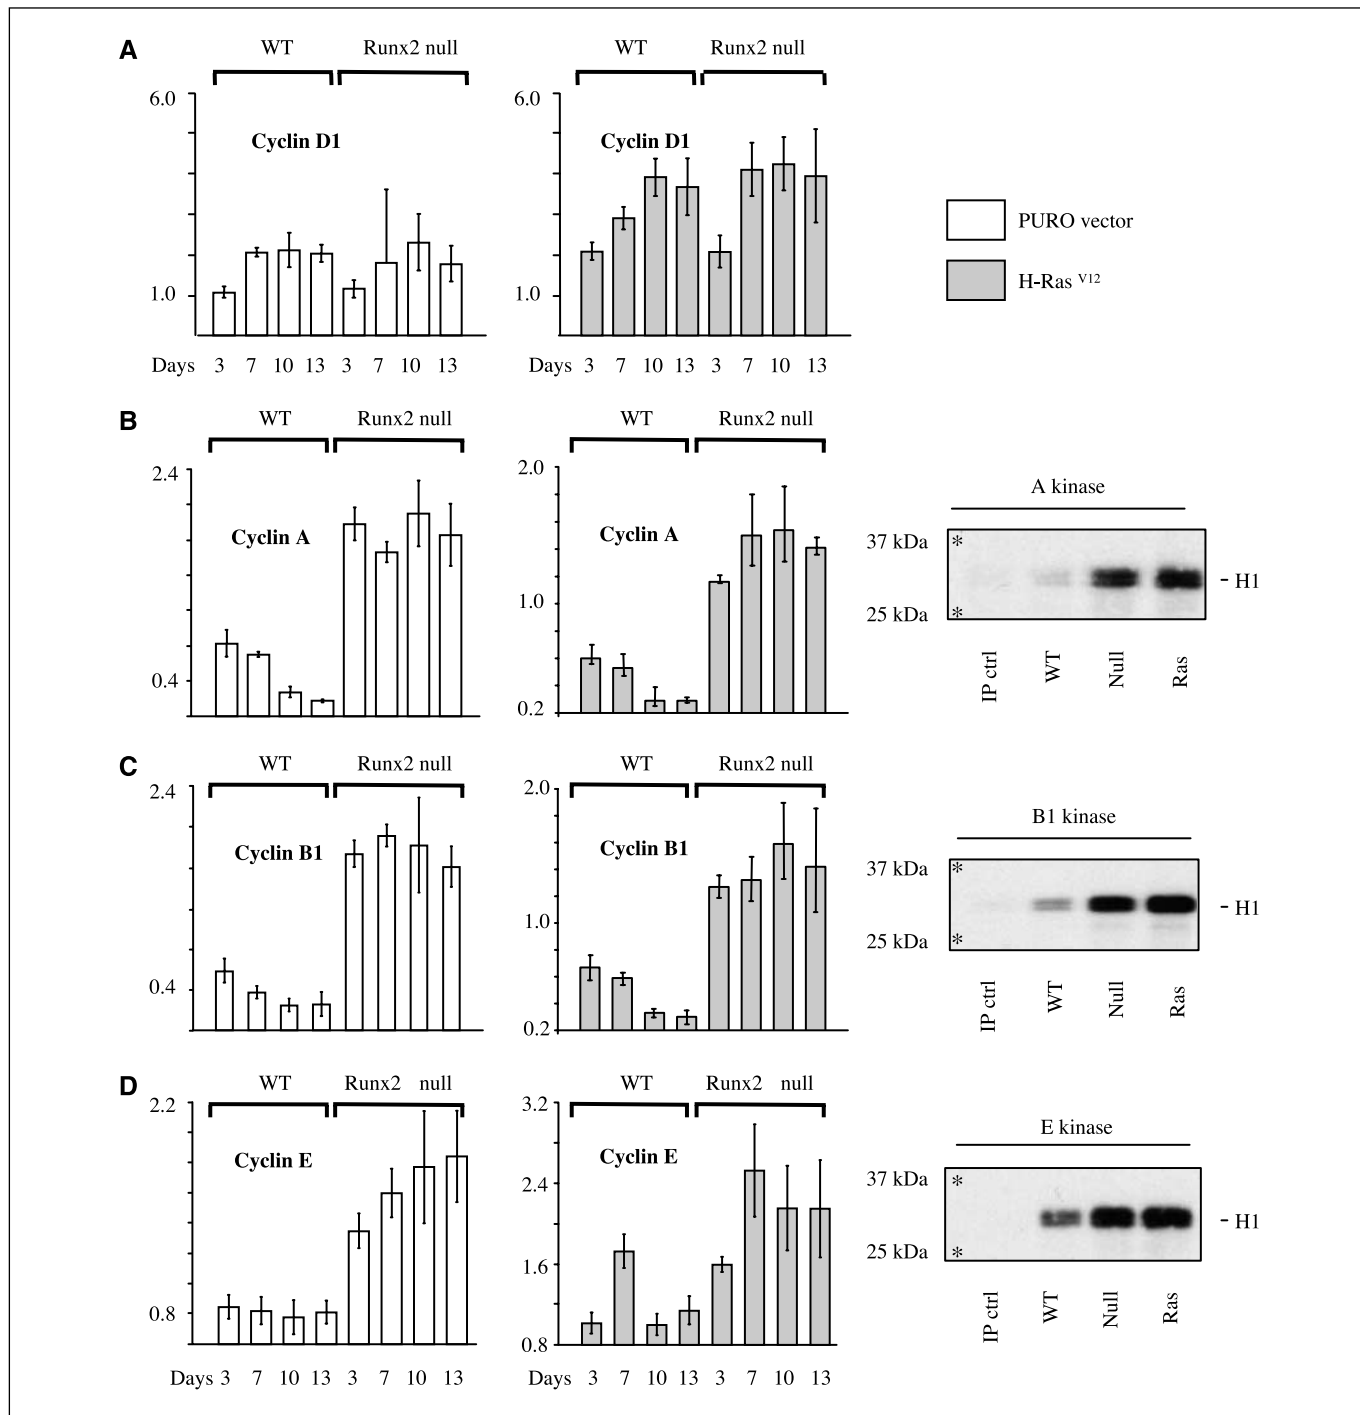 A
WT Runx2 null WT Runx2 null
6.0 6.0
Cyclin D1 Cyclin D1
1.0 1.0
Days 3 7 10 13 3 7 10 13 Days 3 7 10 13 3 7 10 13
PURO vector
H-Ras V12
B
WT Runx2 null WT Runx2 null
2.4 2.0
Cyclin A Cyclin A
1.0
0.4 0.2
A kinase
37 kDa *
- H1
25 kDa *
IP ctrl WT Null Ras
C
WT Runx2 null WT Runx2 null
2.4 2.0
Cyclin B1 Cyclin B1
1.0
0.4 0.2
B1 kinase
37 kDa *
- H1
25 kDa *
IP ctrl WT Null Ras
D
WT Runx2 null WT Runx2 null
2.2 3.2
Cyclin E Cyclin E
2.4
1.6
0.8 0.8
Days 3 7 10 13 3 7 10 13 Days 3 7 10 13 3 7 10 13
E kinase
37 kDa *
- H1
25 kDa *
IP ctrl WT Null Ras